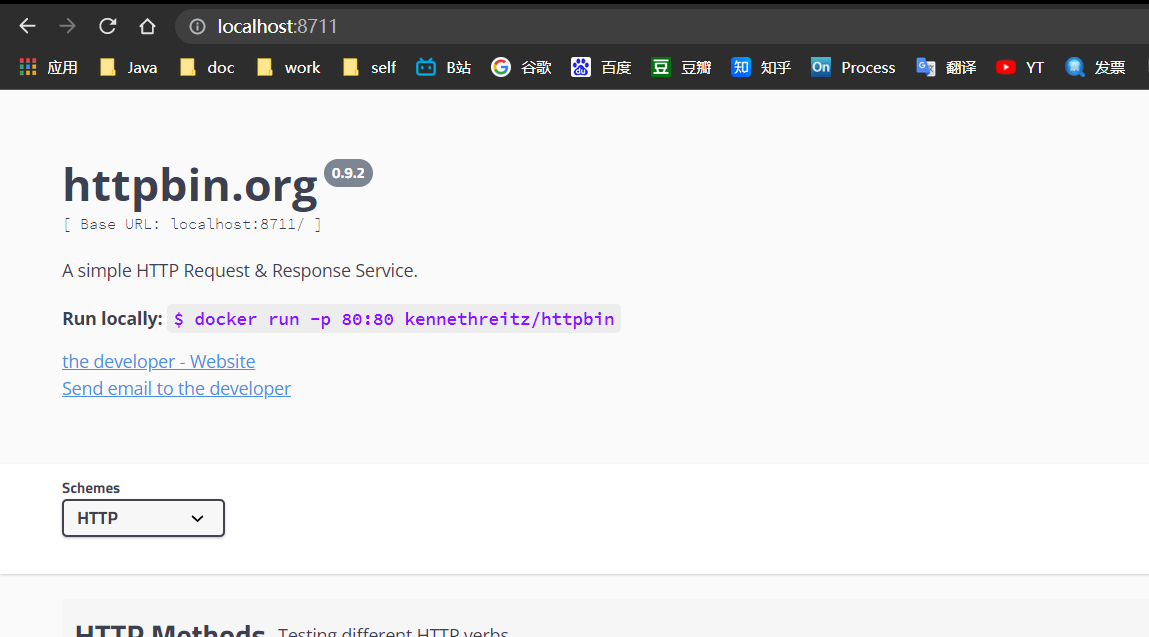 localhost:8711
应用 Java doc work self B站 谷歌 百度 豆瓣 知乎 Process 翻译 YT 发票
httpbin.org 0.9.2
[ Base URL: localhost:8711/ ]
A simple HTTP Request & Response Service.
Run locally: $ docker run -p 80:80 kennethreitz/httpbin
the developer - Website
Send email to the developer
Schemes
HTTP
HTTP Methods Testing different HTTP verbs